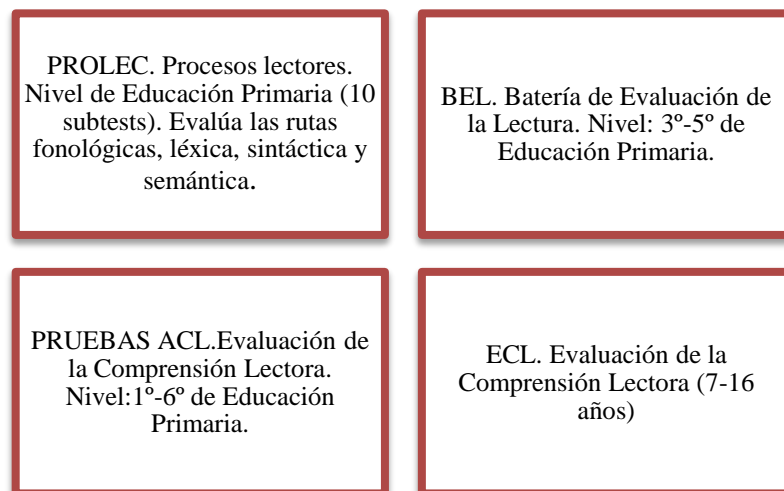 PROLEC. Procesos lectores.
Nivel de Educación Primaria (10
subtests). Evalúa las rutas
fonológicas, léxica, sintáctica y
semántica.
BEL. Batería de Evaluación de
la Lectura. Nivel: 3º-5º de
Educación Primaria.
PRUEBAS ACL.Evaluación de
la Comprensión Lectora.
Nivel:1º-6º de Educación
Primaria.
ECL. Evaluación de la
Comprensión Lectora (7-16
años)